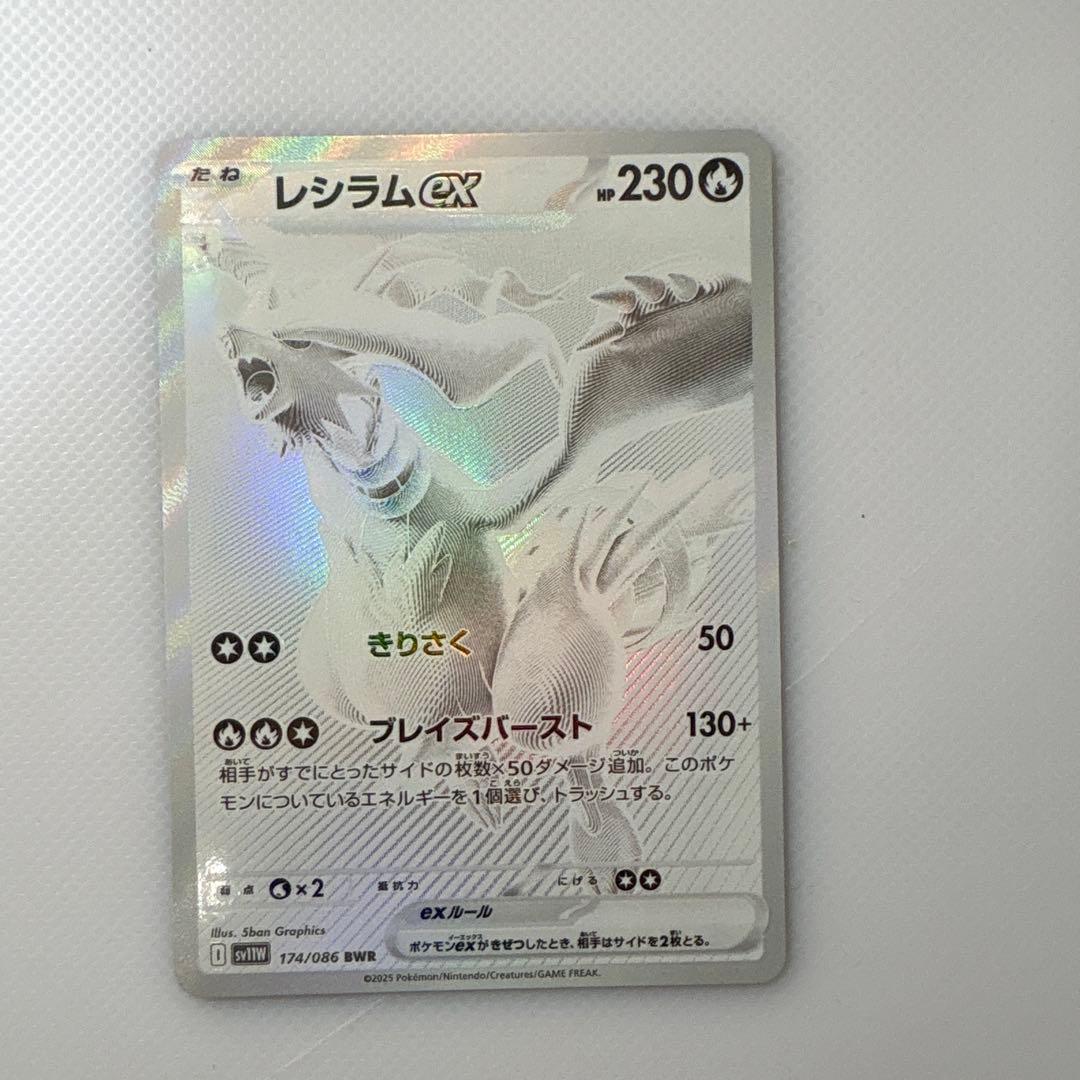 たね レシラムex HP 230
きりさく 50
ブレイズバースト 130+
相手がすでにとったサイドの枚数×50ダメージ追加。このポケ
モンについているエネルギーを1個選び、トラッシュする。
弱点 ×2 抵抗力 にげる
exルール
ポケモンexがきぜつしたとき、相手はサイドを2枚とる。
Illus. 5ban Graphics
I sv11W 174/086 BWR
©2025 Pokémon/Nintendo/Creatures/GAME FREAK.